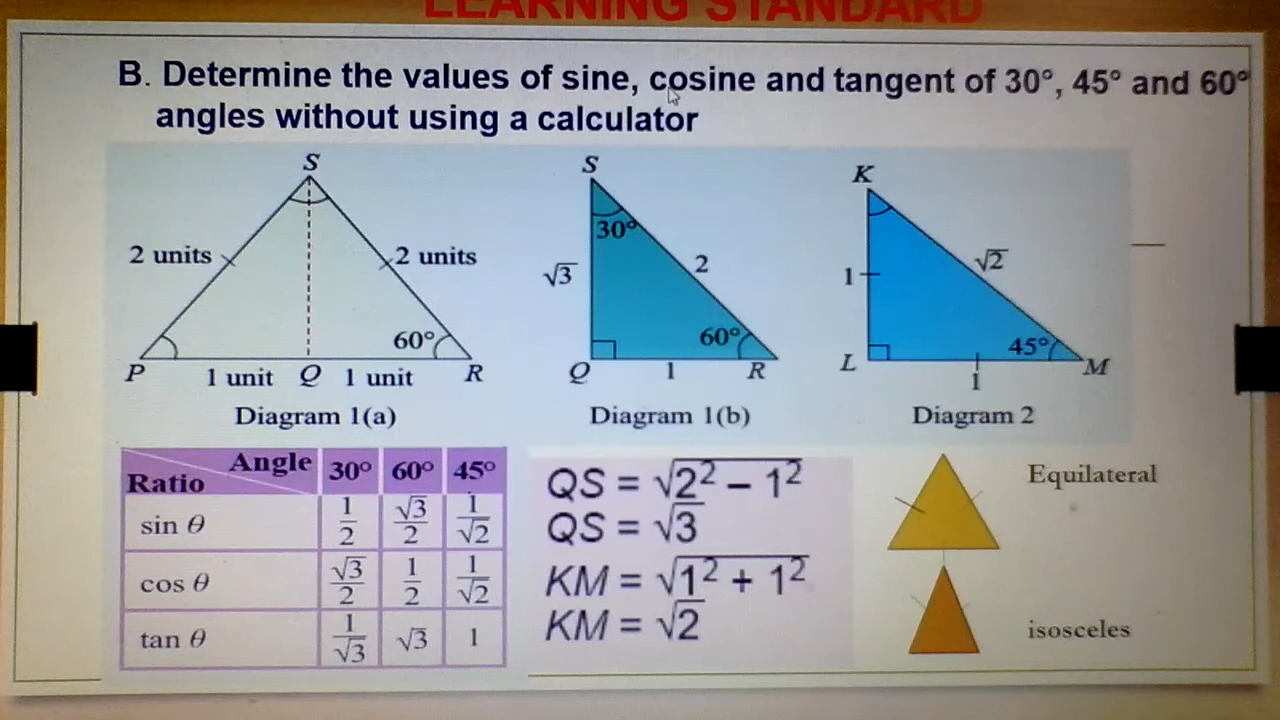 LEARNING STANDARD
B. Determine the values of sine, cosine and tangent of 30°, 45° and 60°
angles without using a calculator
S
2 units
2 units
60°
P
1 unit
Q
1 unit
R
Diagram 1(a)
S
30°
√3
2
60°
Q
1
R
Diagram 1(b)
K
1
√2
45°
L
1
M
Diagram 2
Angle
Ratio
30°
60°
45°
sin θ
1/2
√3/2
1/√2
cos θ
√3/2
1/2
1/√2
tan θ
1/√3
√3
1
QS = √2² – 1²
QS = √3
KM = √1² + 1²
KM = √2
Equilateral
isosceles